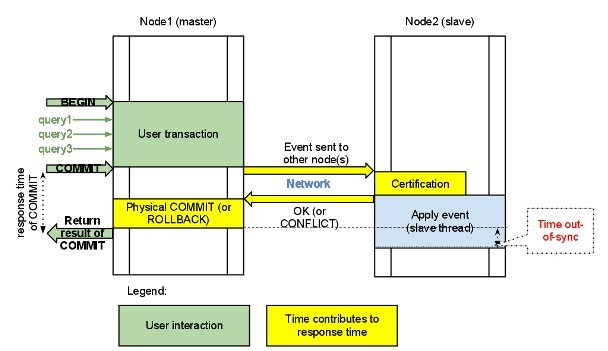 Node1 (master)
Node2 (slave)
BEGIN
query1
query2
query3
User transaction
COMMIT
Event sent to
other node(s)
Network
Certification
response time
of COMMIT
Physical COMMIT (or
ROLLBACK)
OK (or
CONFLICT)
Apply event
(slave thread)
Return
result of
COMMIT
Time out-
of-sync
Legend:
User interaction
Time contributes to
response time